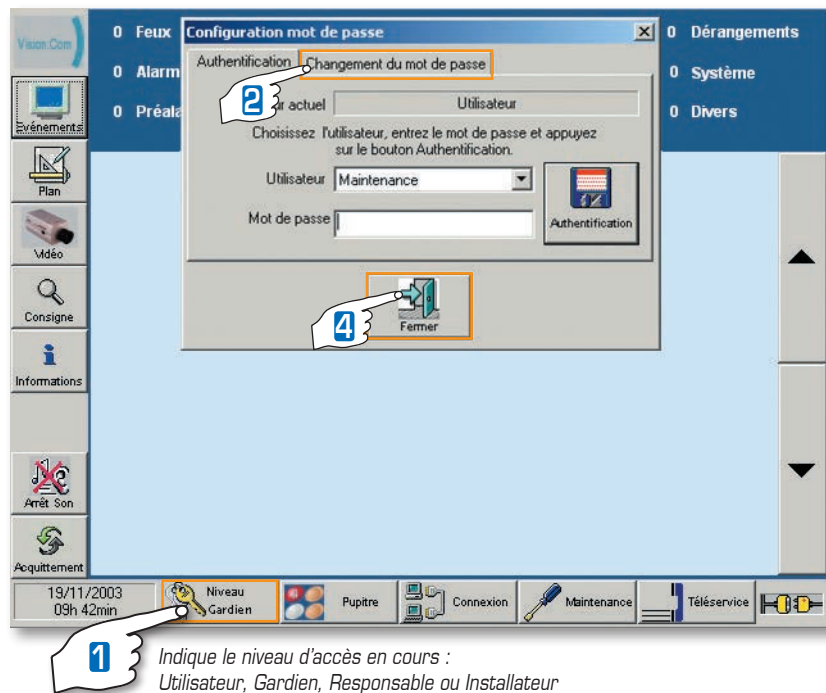 Vision.Com
0 Feux
0 Alarm
0 Préala
Configuration mot de passe
0 Dérangements
0 Système
0 Divers
Authentification
Changement du mot de passe
2
r actuel
Utilisateur
Choisissez l'utilisateur, entrez le mot de passe et appuyez
sur le bouton Authentification.
Utilisateur
Maintenance
Mot de passe
Authentification
4
Fermer
Evénements
Plan
Vidéo
Consigne
Informations
Arrêt Son
Acquittement
19/11/2003
09h 42min
Niveau
Gardien
Pupitre
Connexion
Maintenance
Téléservice
1
Indique le niveau d'accès en cours :
Utilisateur, Gardien, Responsable ou Installateur